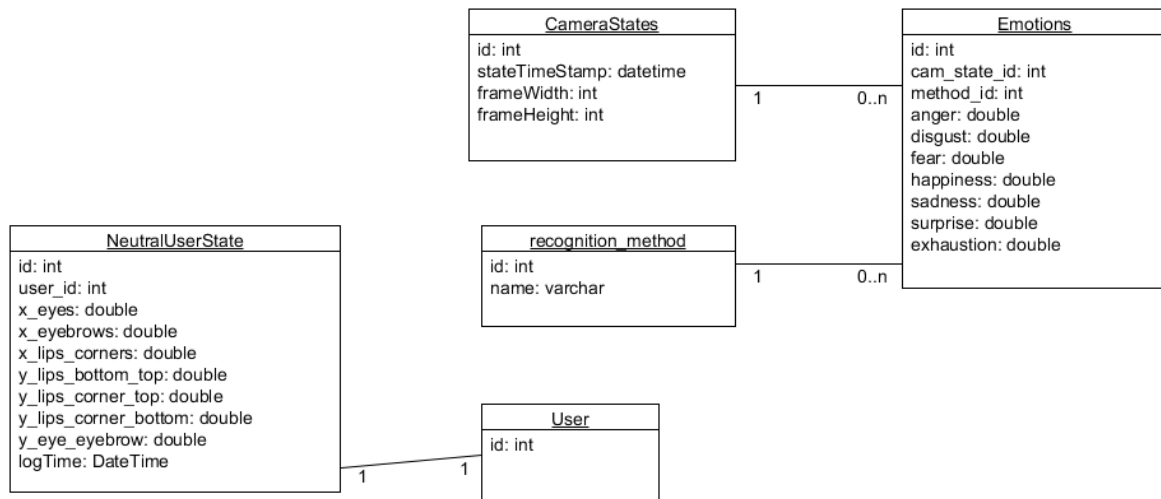 CameraStates
id: int
stateTimeStamp: datetime
frameWidth: int
frameHeight: int
1
0..n
Emotions
id: int
cam_state_id: int
method_id: int
anger: double
disgust: double
fear: double
happiness: double
sadness: double
surprise: double
exhaustion: double
NeutralUserState
id: int
user_id: int
x_eyes: double
x_eyebrows: double
x_lips_corners: double
y_lips_bottom_top: double
y_lips_corner_top: double
y_lips_corner_bottom: double
y_eye_eyebrow: double
logTime: DateTime
recognition_method
id: int
name: varchar
1
0..n
User
id: int
1
1